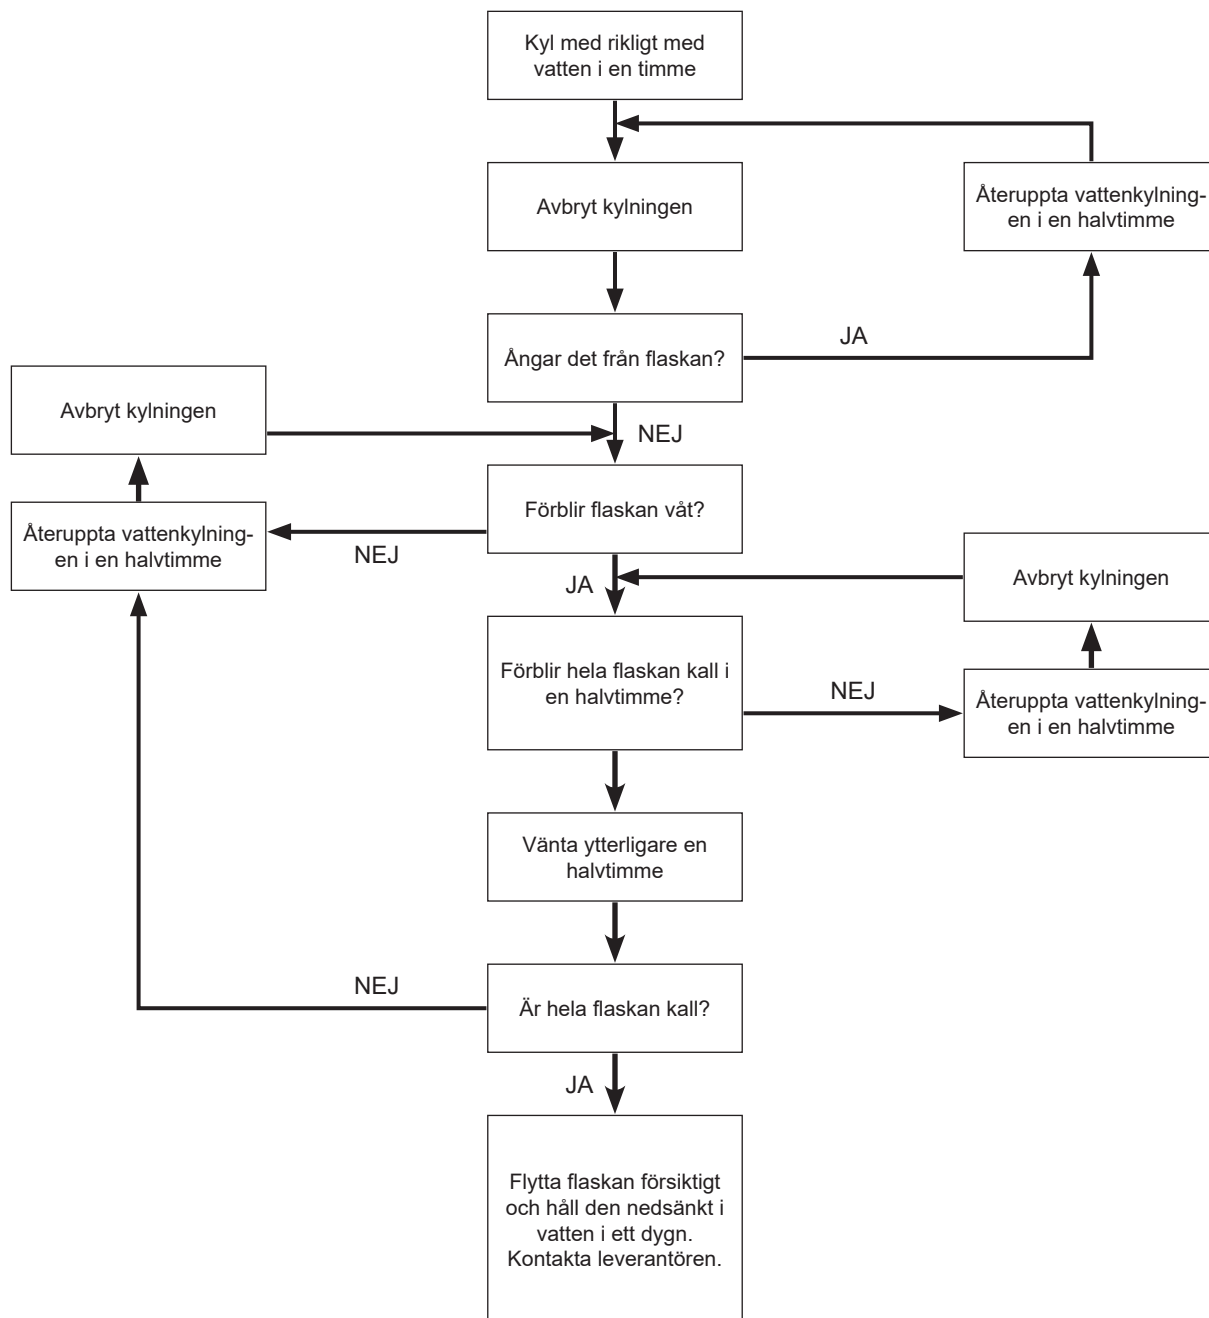 Kyl med rikligt med
vatten i en timme
Avbryt kylningen
Återuppta vattenkylning-
en i en halvtimme
Ångar det från flaskan?
JA
Avbryt kylningen
NEJ
Återuppta vattenkylning-
en i en halvtimme
Förblir flaskan våt?
NEJ
JA
Avbryt kylningen
Förblir hela flaskan kall i
en halvtimme?
NEJ
Återuppta vattenkylning-
en i en halvtimme
Vänta ytterligare en
halvtimme
NEJ
Är hela flaskan kall?
JA
Flytta flaskan försiktigt
och håll den nedsänkt i
vatten i ett dygn.
Kontakta leverantören.